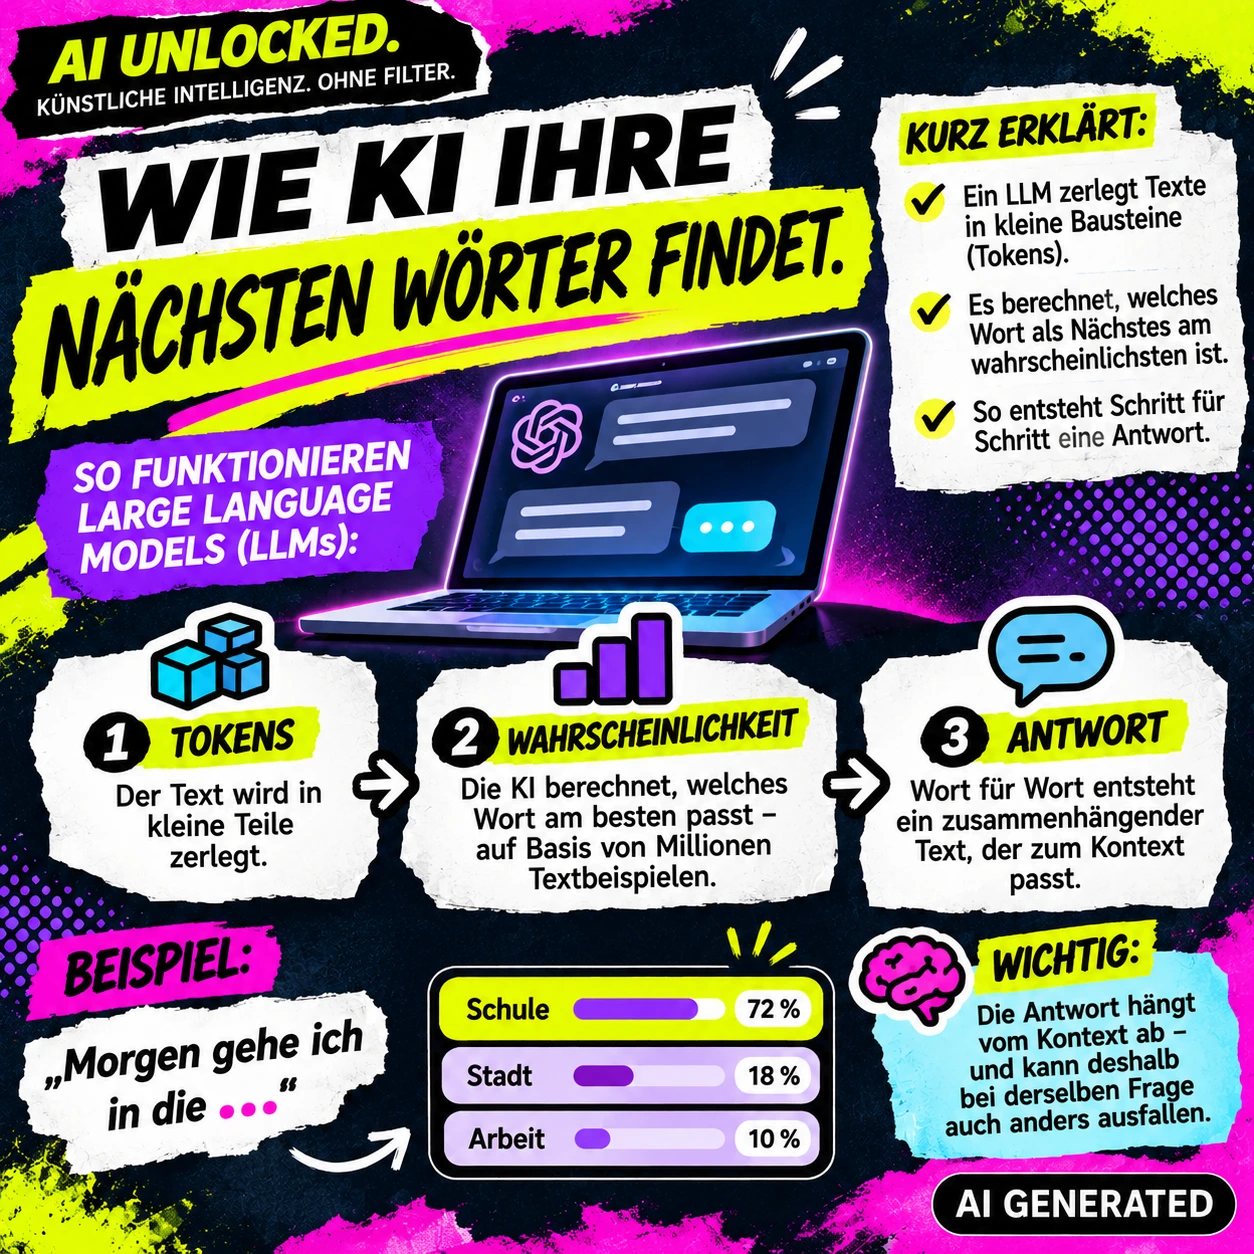 AI UNLOCKED.
KÜNSTLICHE INTELLIGENZ. OHNE FILTER.
WIE KI IHRE
NÄCHSTEN WÖRTER FINDET.
KURZ ERKLÄRT:
Ein LLM zerlegt Texte
in kleine Bausteine
(Tokens).
Es berechnet, welches
Wort als Nächstes am
wahrscheinlichsten ist.
So entsteht Schritt für
Schritt eine Antwort.
SO FUNKTIONIEREN
LARGE LANGUAGE
MODELS (LLMs):
1 TOKENS
Der Text wird in
kleine Teile
zerlegt.
2 WAHRSCHEINLICHKEIT
Die KI berechnet, welches
Wort am besten passt –
auf Basis von Millionen
Textbeispielen.
3 ANTWORT
Wort für Wort entsteht
ein zusammenhängender
Text, der zum Kontext
passt.
BEISPIEL:
„Morgen gehe ich
in die ...“
Schule 72 %
Stadt 18 %
Arbeit 10 %
WICHTIG:
Die Antwort hängt
vom Kontext ab –
und kann deshalb
bei derselben Frage
auch anders ausfallen.
AI GENERATED